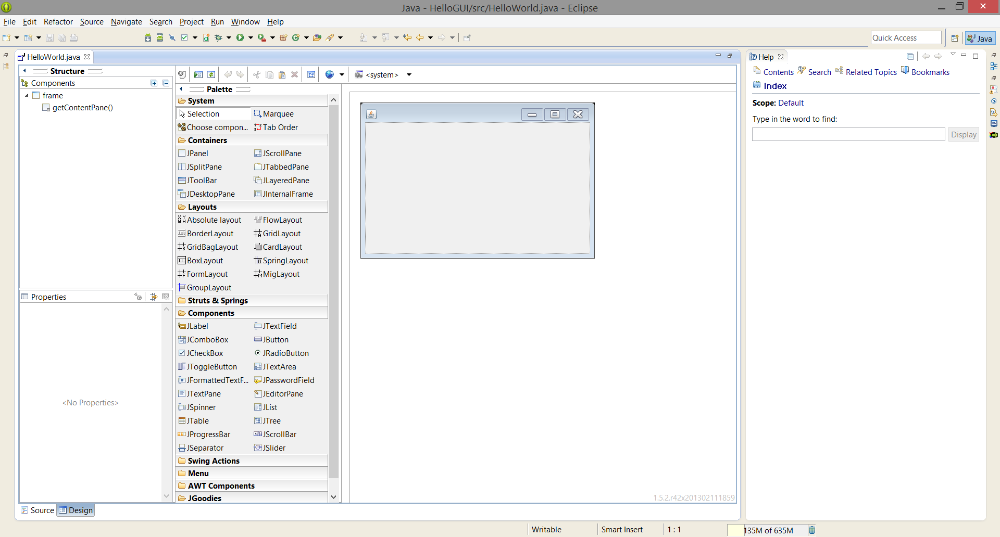 Java - HelloGUI/src/HelloWorld.java - Eclipse
File Edit Refactor Source Navigate Search Project Run Window Help
Quick Access
Java
HelloWorld.java
Structure
Components
frame
getContentPane()
Properties
<No Properties>
<system>
Palette
System
Selection Marquee
Choose compon... Tab Order
Containers
JPanel JScrollPane
JSplitPane JTabbedPane
JToolBar JLayeredPane
JDesktopPane JInternalFrame
Layouts
Absolute layout FlowLayout
BorderLayout GridLayout
GridBagLayout CardLayout
BoxLayout SpringLayout
FormLayout MigLayout
GroupLayout
Struts & Springs
Components
JLabel JTextField
JComboBox JButton
JCheckBox JRadioButton
JToggleButton JTextArea
JFormattedTextF... JPasswordField
JTextPane JEditorPane
JSpinner JList
JTable JTree
JProgressBar JScrollBar
JSeparator JSlider
Swing Actions
Menu
AWT Components
JGoodies
1.5.2.r42x201302111859
Source Design
Help
Contents Search Related Topics Bookmarks
Index
Scope: Default
Type in the word to find:
Display
Writable Smart Insert 1 : 1 135M of 635M